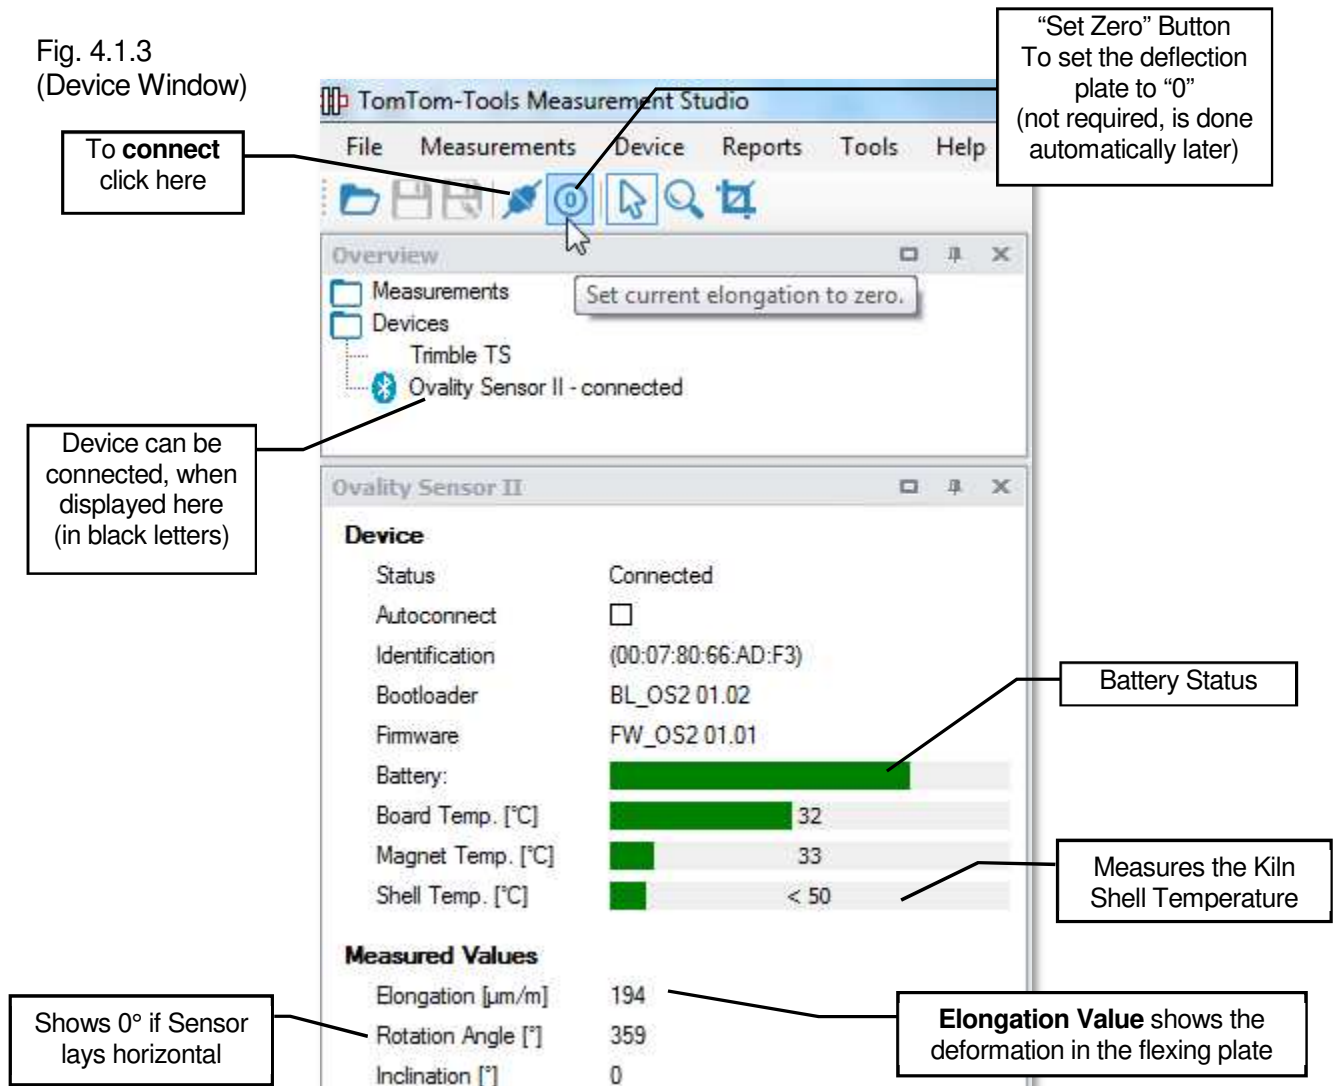 Fig. 4.1.3
(Device Window)
“Set Zero” Button
To set the deflection
plate to “0”
(not required, is done
automatically later)
To connect
click here
TomTom-Tools Measurement Studio
File Measurements Device Reports Tools Help
0
Overview
Set current elongation to zero.
Measurements
Devices
Trimble TS
Ovality Sensor II - connected
Device can be
connected, when
displayed here
(in black letters)
Ovality Sensor II
Device
Status Connected
Autoconnect
Identification (00:07:80:66:AD:F3)
Bootloader BL_OS2 01.02
Firmware FW_OS2 01.01
Battery:
Board Temp. [°C] 32
Magnet Temp. [°C] 33
Shell Temp. [°C] < 50
Battery Status
Measures the Kiln
Shell Temperature
Measured Values
Elongation [µm/m] 194
Rotation Angle [°] 359
Inclination [°] 0
Shows 0° if Sensor
lays horizontal
Elongation Value shows the
deformation in the flexing plate